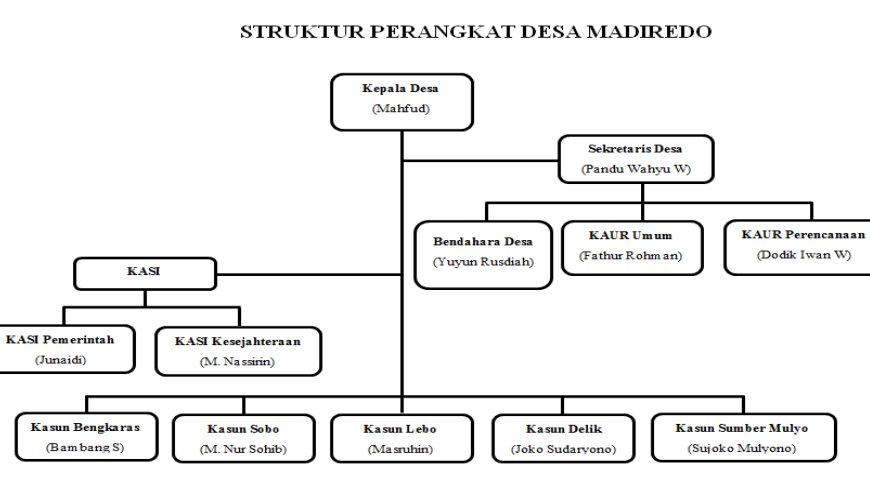 STRUKTUR PERANGKAT DESA MADIREDO
Kepala Desa
(Mahfud)
Sekretaris Desa
(Pandu Wahyu W)
Bendahara Desa
(Yuyun Rusdiah)
KAUR Umum
(Fathur Rohman)
KAUR Perencanaan
(Dodik Iwan W)
KASI
KASI Pemerintah
(Junaidi)
KASI Kesejahteraan
(M. Nassirin)
Kasun Bengkaras
(Bambang S)
Kasun Sobo
(M. Nur Sohib)
Kasun Lebo
(Masruhin)
Kasun Delik
(Joko Sudaryono)
Kasun Sumber Mulyo
(Sujoko Mulyono)